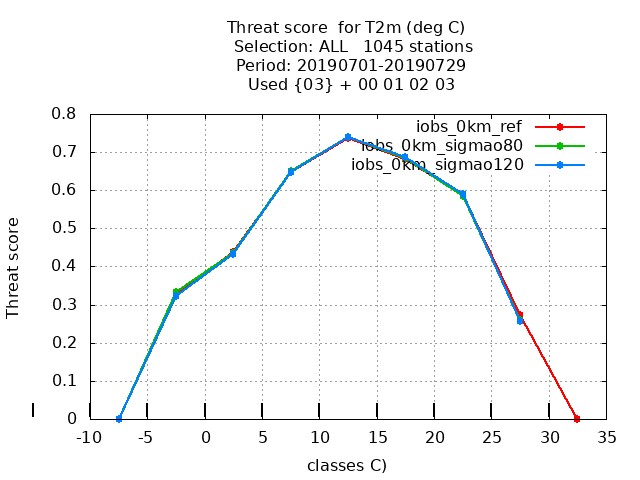 Threat score  for T2m (deg C)
Selection: ALL   1045 stations
Period: 20190701-20190729
Used {03} + 00 01 02 03
iobs_0km_ref
iobs_0km_sigmao80
iobs_0km_sigmao120
Threat score
0.8
0.7
0.6
0.5
0.4
0.3
0.2
0.1
0
-10 -5 0 5 10 15 20 25 30 35
classes C)